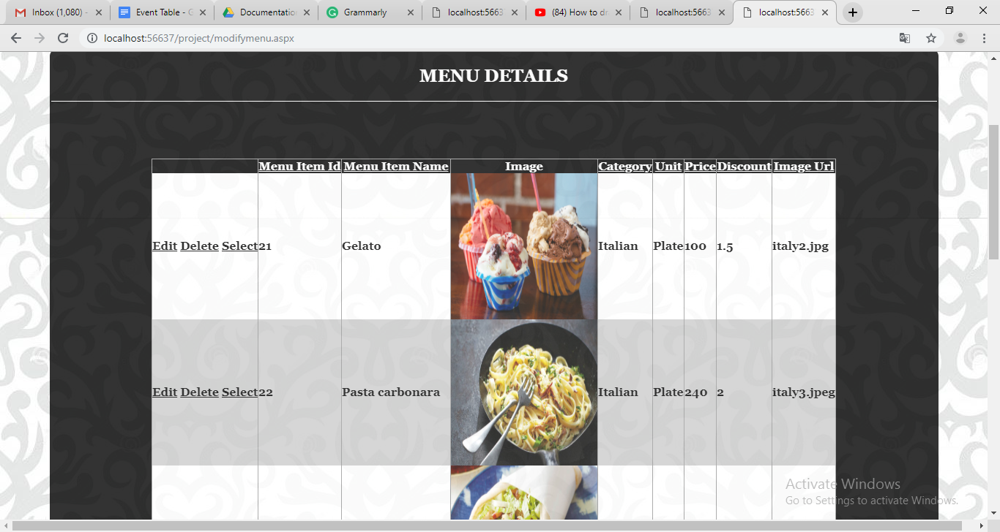 Inbox (1,080) -
Event Table - G
Documentatio
Grammarly
localhost:5663
(84) How to dr
localhost:5663
localhost:5663
localhost:56637/project/modifymenu.aspx
MENU DETAILS
Menu Item Id Menu Item Name Image Category Unit Price Discount Image Url
Edit Delete Select 21 Gelato Italian Plate 100 1.5 italy2.jpg
Edit Delete Select 22 Pasta carbonara Italian Plate 240 2 italy3.jpeg
Activate Windows
Go to Settings to activate Windows.